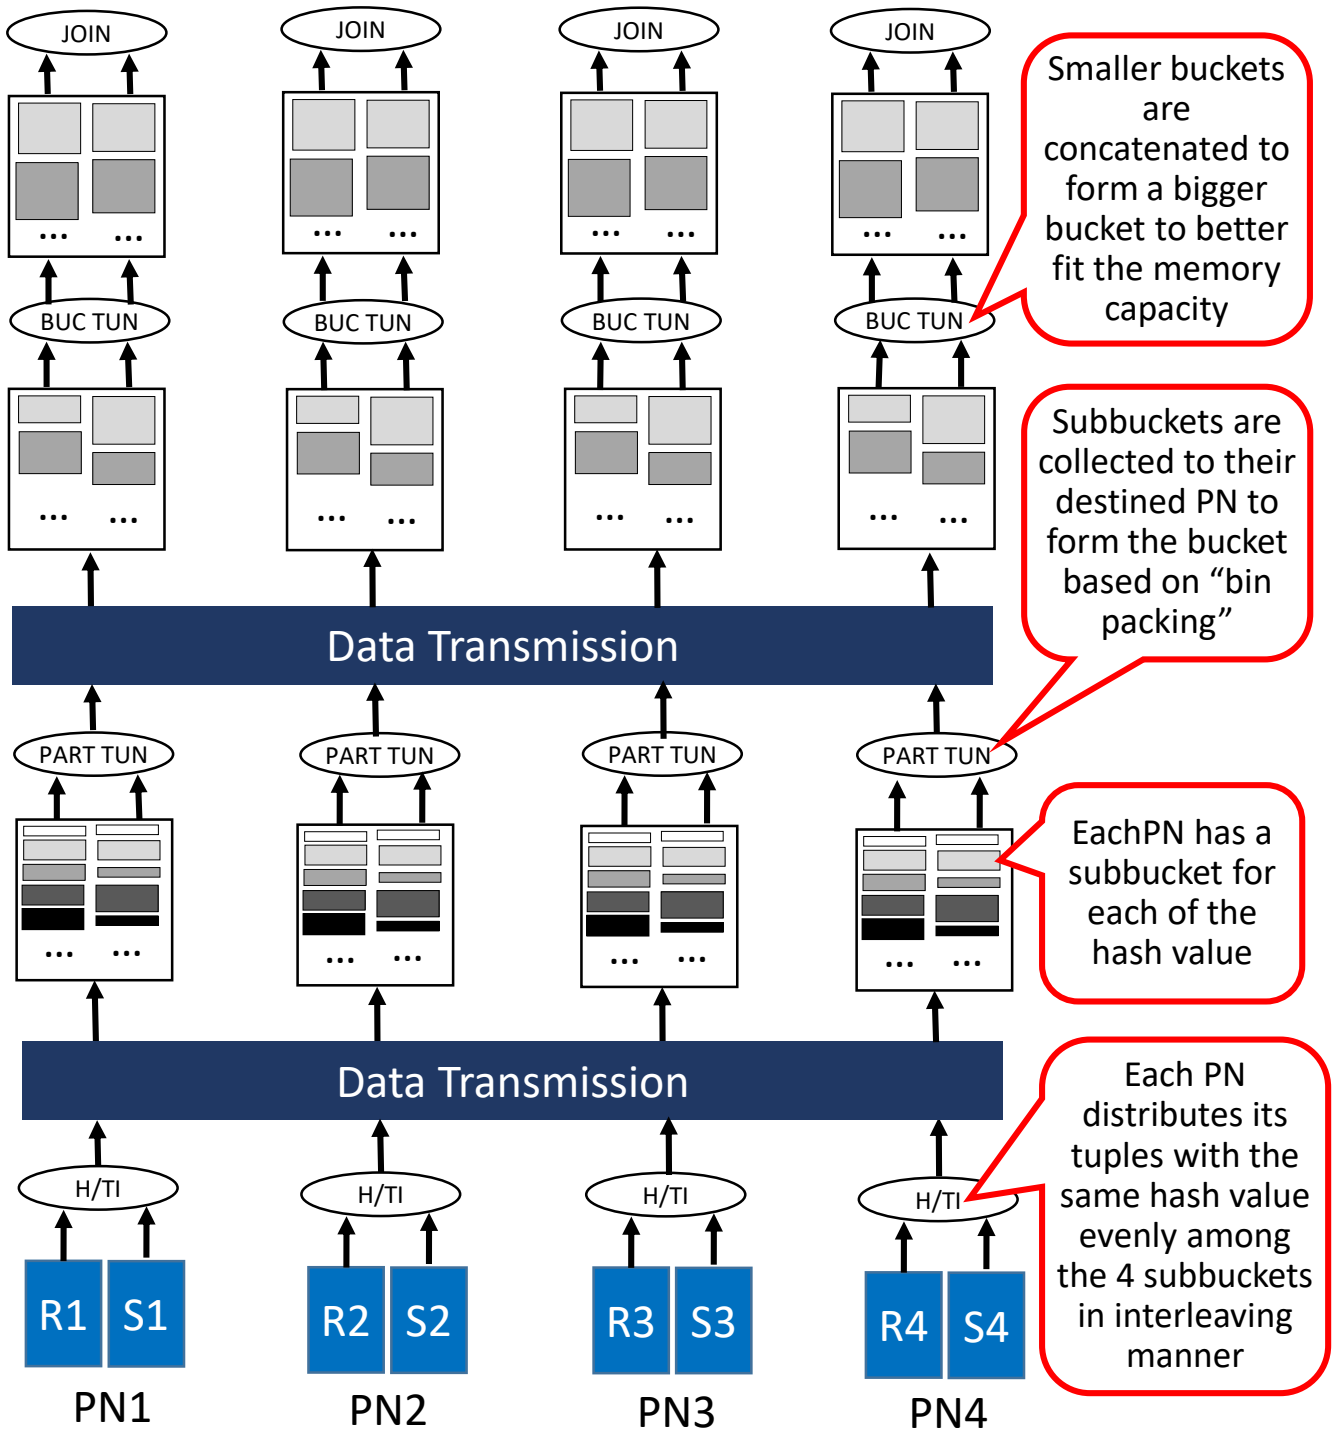 JOIN
JOIN
JOIN
JOIN
Smaller buckets
are
concatenated to
form a bigger
bucket to better
fit the memory
capacity
... ...
... ...
... ...
... ...
BUC TUN
BUC TUN
BUC TUN
BUC TUN
Subbuckets are
collected to their
destined PN to
form the bucket
based on “bin
packing”
... ...
... ...
... ...
... ...
Data Transmission
PART TUN
PART TUN
PART TUN
PART TUN
EachPN has a
subbucket for
each of the
hash value
... ...
... ...
... ...
... ...
Data Transmission
Each PN
distributes its
tuples with the
same hash value
evenly among
the 4 subbuckets
in interleaving
manner
H/TI
H/TI
H/TI
H/TI
R1 S1
R2 S2
R3 S3
R4 S4
PN1
PN2
PN3
PN4